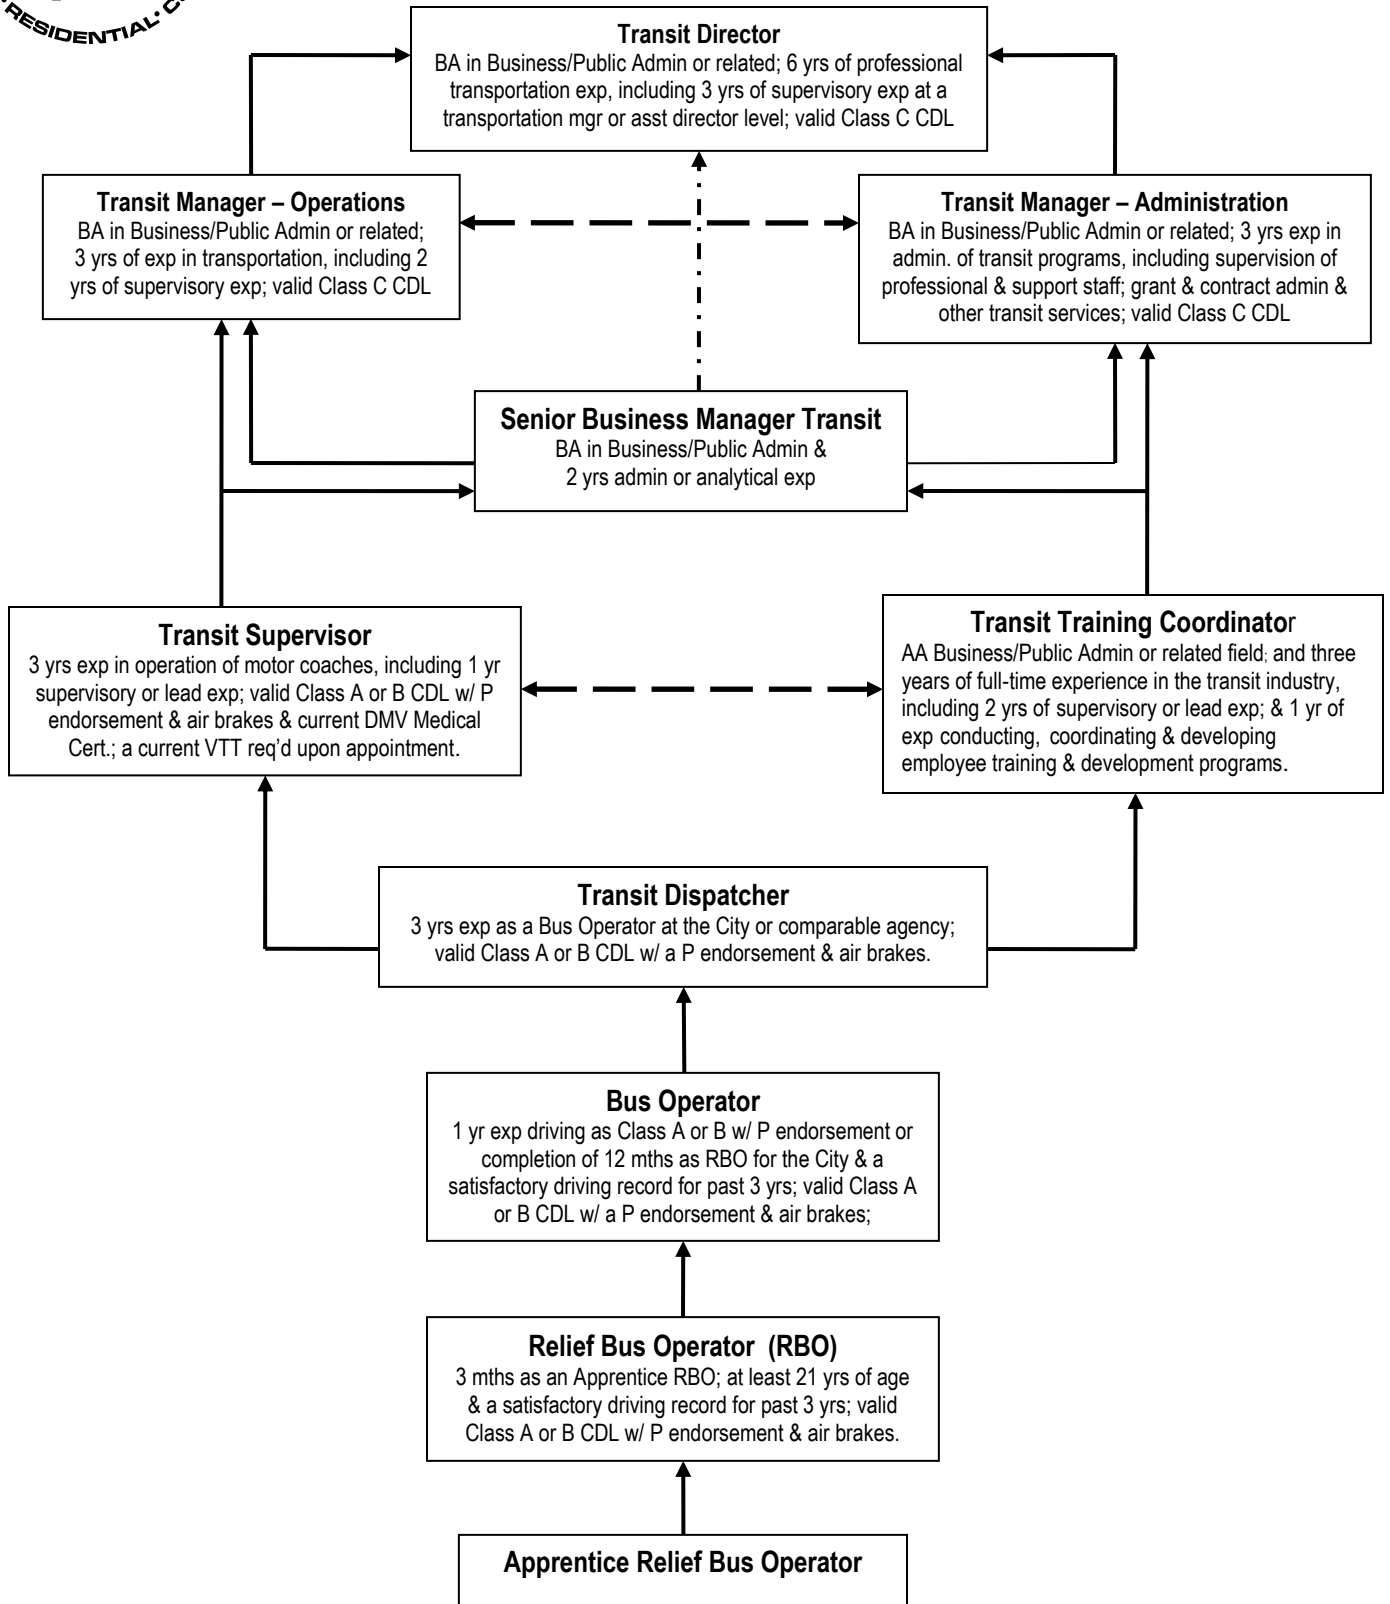 RESIDENTIAL
Transit Director
BA in Business/Public Admin or related; 6 yrs of professional
transportation exp, including 3 yrs of supervisory exp at a
transportation mgr or asst director level; valid Class C CDL
Transit Manager – Operations
BA in Business/Public Admin or related;
3 yrs of exp in transportation, including 2
yrs of supervisory exp; valid Class C CDL
Transit Manager – Administration
BA in Business/Public Admin or related; 3 yrs exp in
admin. of transit programs, including supervision of
professional & support staff; grant & contract admin &
other transit services; valid Class C CDL
Senior Business Manager Transit
BA in Business/Public Admin &
2 yrs admin or analytical exp
Transit Supervisor
3 yrs exp in operation of motor coaches, including 1 yr
supervisory or lead exp; valid Class A or B CDL w/ P
endorsement & air brakes & current DMV Medical
Cert.; a current VTT req’d upon appointment.
Transit Training Coordinator
AA Business/Public Admin or related field; and three
years of full-time experience in the transit industry,
including 2 yrs of supervisory or lead exp; & 1 yr of
exp conducting, coordinating & developing
employee training & development programs.
Transit Dispatcher
3 yrs exp as a Bus Operator at the City or comparable agency;
valid Class A or B CDL w/ a P endorsement & air brakes.
Bus Operator
1 yr exp driving as Class A or B w/ P endorsement or
completion of 12 mths as RBO for the City & a
satisfactory driving record for past 3 yrs; valid Class A
or B CDL w/ a P endorsement & air brakes;
Relief Bus Operator (RBO)
3 mths as an Apprentice RBO; at least 21 yrs of age
& a satisfactory driving record for past 3 yrs; valid
Class A or B CDL w/ P endorsement & air brakes.
Apprentice Relief Bus Operator